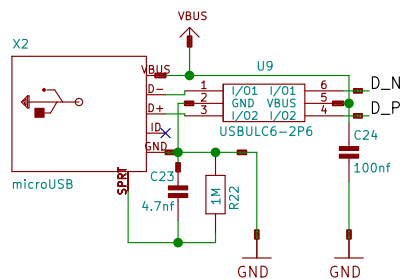 VBUS
X2
U9
VBUS
D-
1
I/O1
I/O1
6
D_N
2
GND
VBUS
5
D+
3
I/O2
I/O2
4
D_P
ID
USBULC6-2P6
GND
C24
100nf
microUSB
SPRT
C23
4.7nf
1M
R22
GND
GND